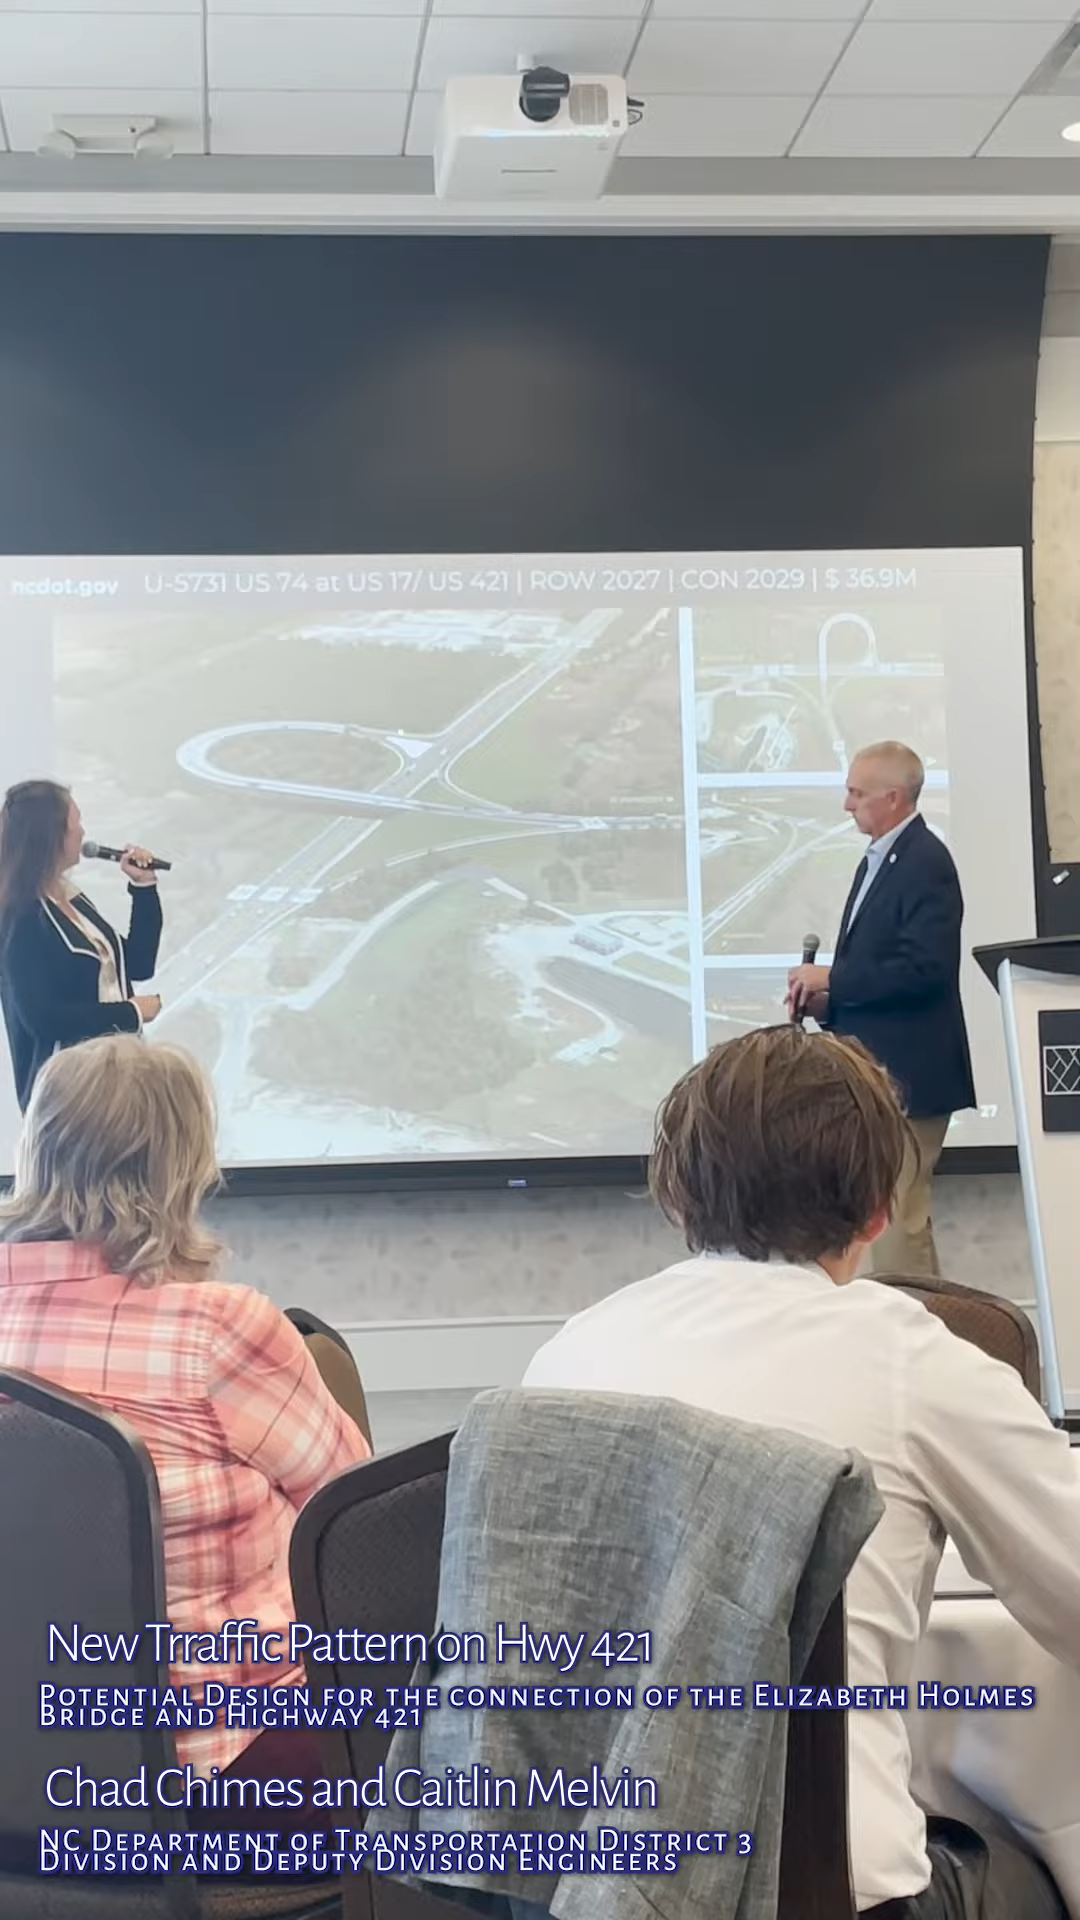 ncdot.gov U-5731 US 74 at US 17/ US 421 | ROW 2027 | CON 2029 | $ 36.9M
27
New Trraffic Pattern on Hwy 421
Potential Design for the connection of the Elizabeth Holmes
Bridge and Highway 421
Chad Chimes and Caitlin Melvin
NC Department of Transportation District 3
Division and Deputy Division Engineers